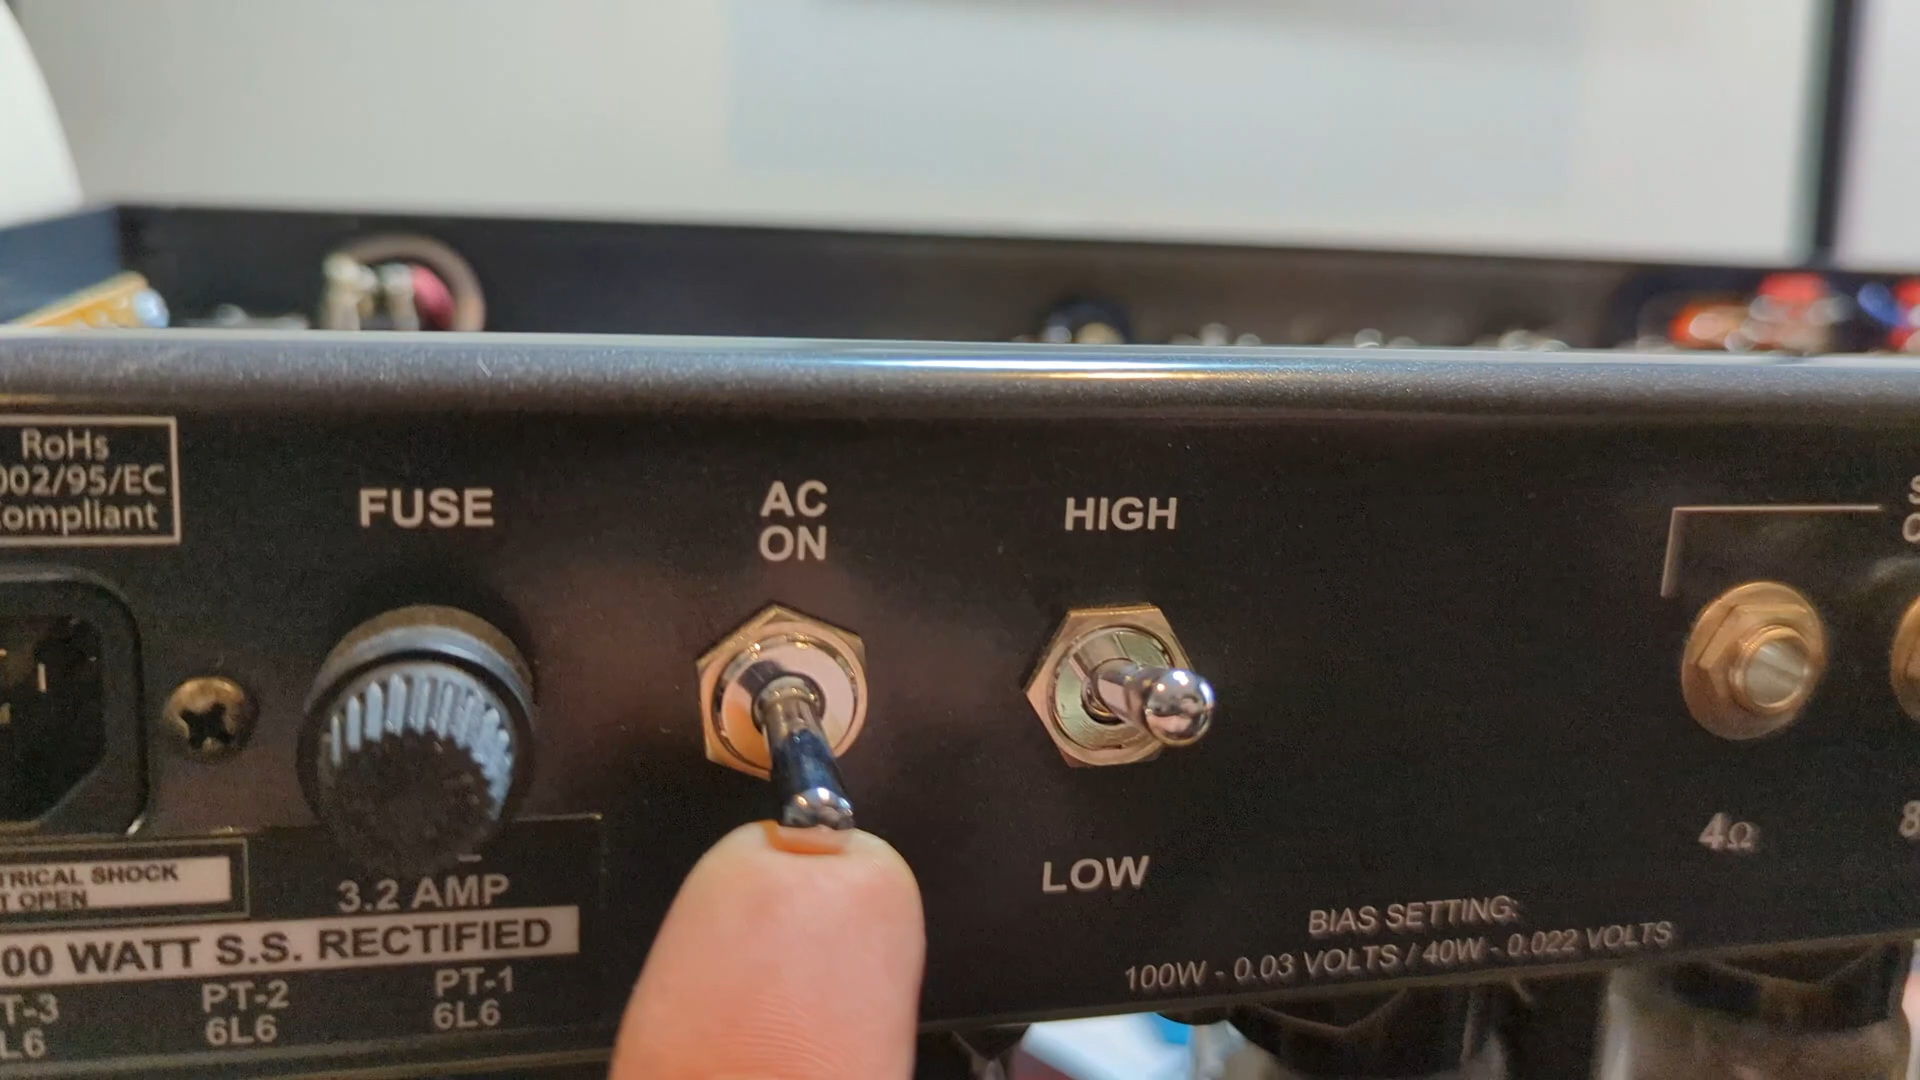 RoHs
002/95/EC
ompliant
FUSE
AC
ON
HIGH
4Ω
8
TRICAL SHOCK
T OPEN
3.2 AMP
LOW
00 WATT S.S. RECTIFIED
BIAS SETTING:
100W - 0.03 VOLTS / 40W - 0.022 VOLTS
T-3 PT-2 PT-1
L6 6L6 6L6